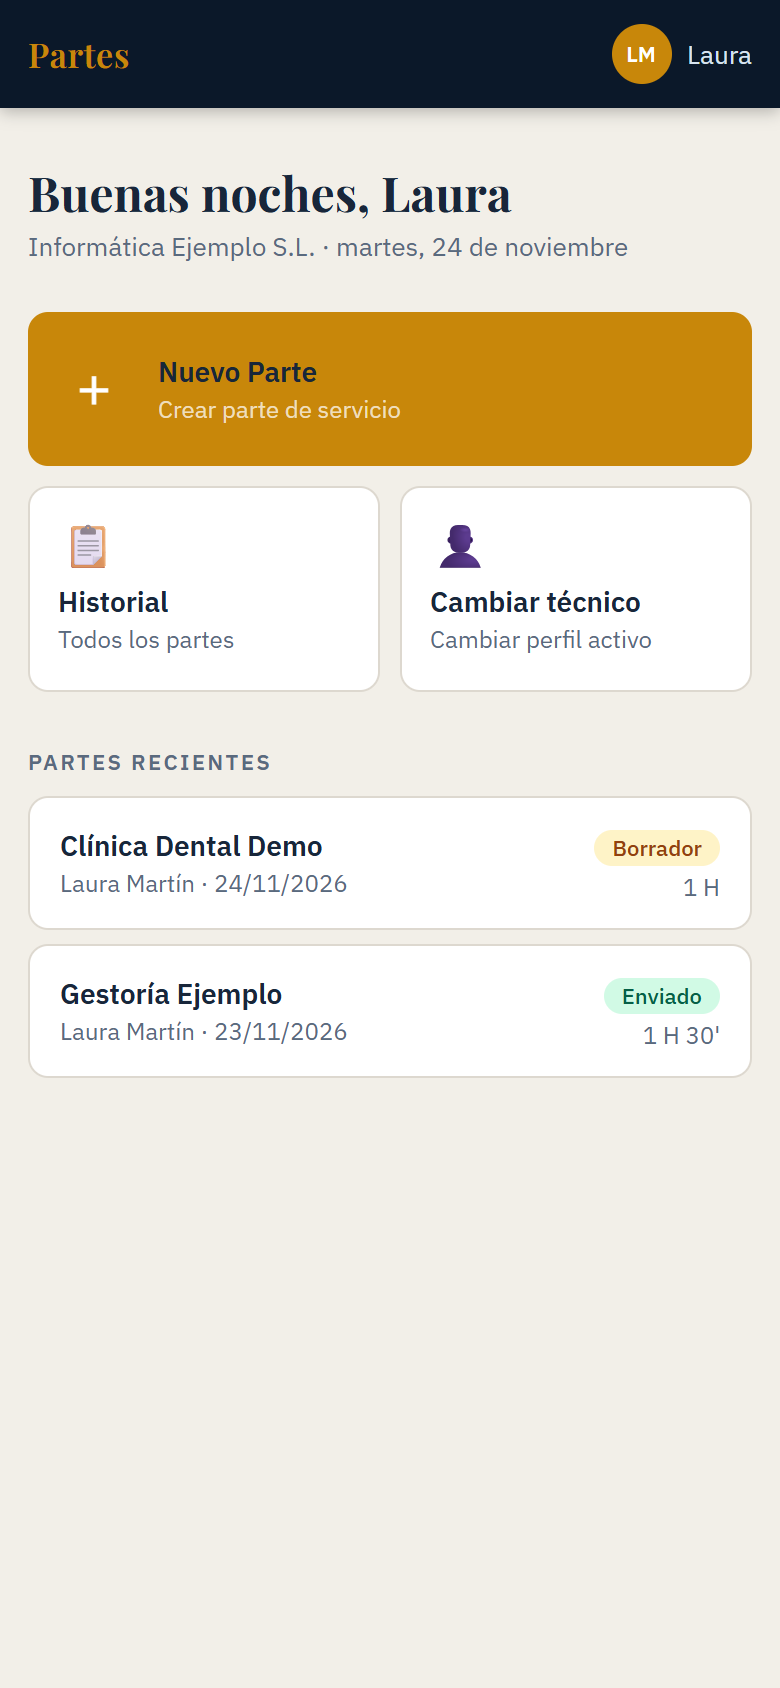 Partes
LM Laura
Buenas noches, Laura
Informática Ejemplo S.L. · martes, 24 de noviembre
+ Nuevo Parte
Crear parte de servicio
Historial
Todos los partes
Cambiar técnico
Cambiar perfil activo
PARTES RECIENTES
Clínica Dental Demo
Borrador
Laura Martín · 24/11/2026
1 H
Gestoría Ejemplo
Enviado
Laura Martín · 23/11/2026
1 H 30'